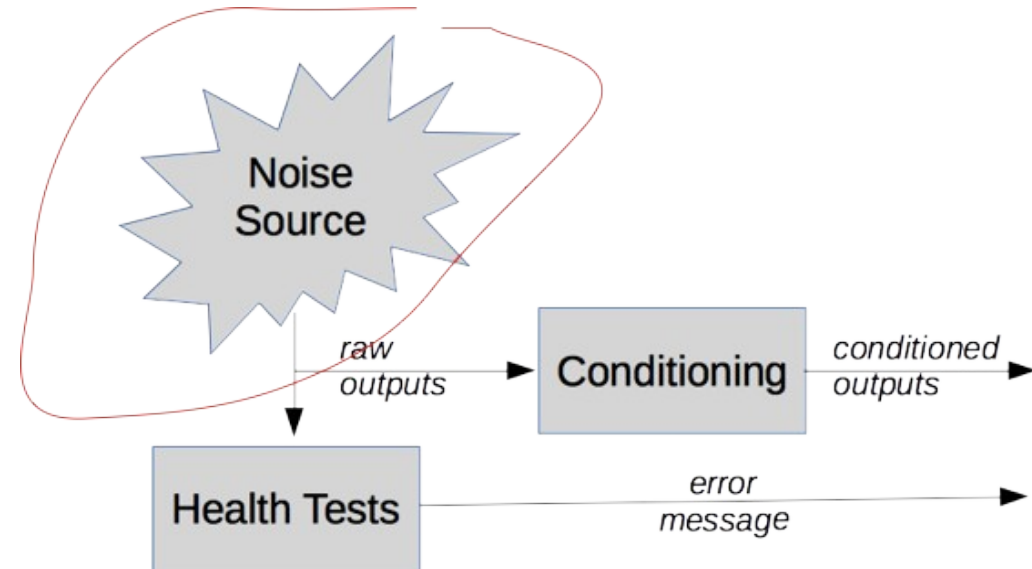 Noise
Source
raw
outputs
Conditioning
conditioned
outputs
Health Tests
error
message